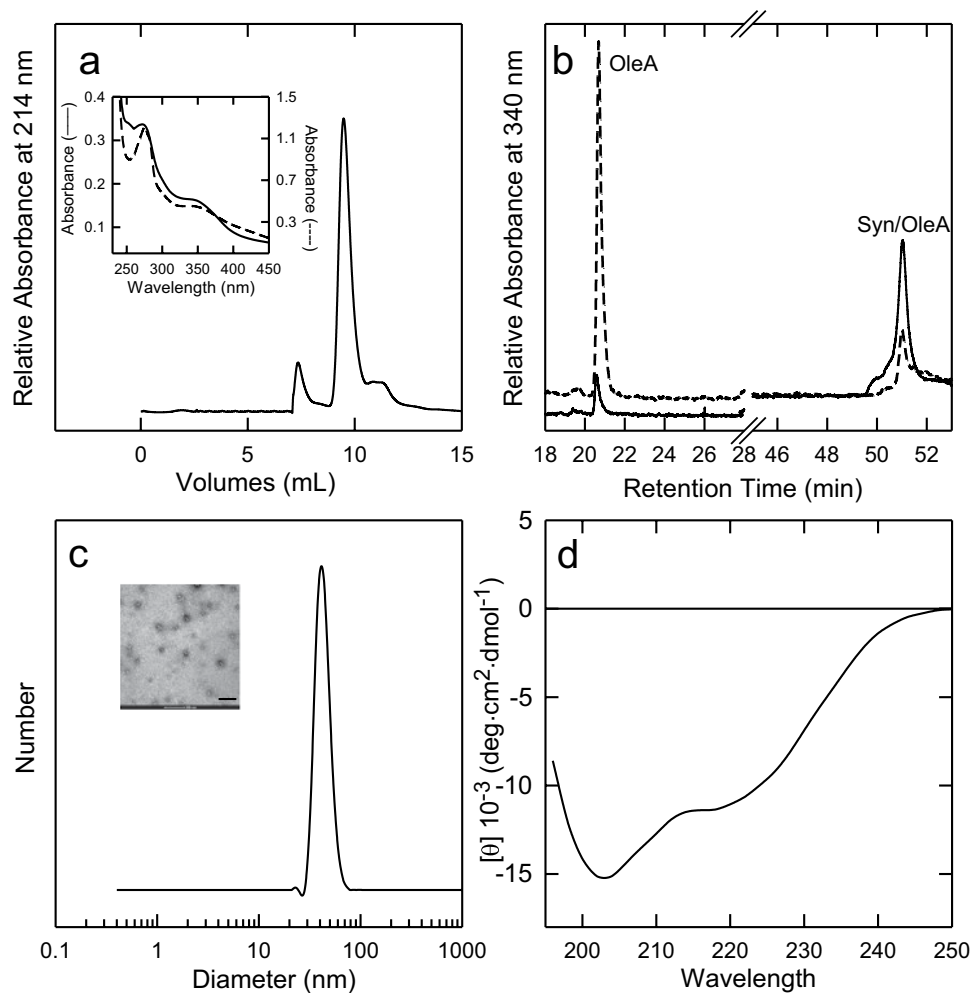 a
Relative Absorbance at 214 nm
0.4
0.3
0.2
0.1
Absorbance (——)
1.5
1.1
0.7
0.3
Absorbance (----)
250 300 350 400 450
Wavelength (nm)
0 5 10 15
Volumes (mL)
b
Relative Absorbance at 340 nm
OleA
Syn/OleA
18 20 22 24 26 28 46 48 50 52
Retention Time (min)
c
Number
0.1 1 10 100 1000
Diameter (nm)
d
[θ] 10-3 (deg·cm2·dmol-1)
5
0
-5
-10
-15
200 210 220 230 240 250
Wavelength